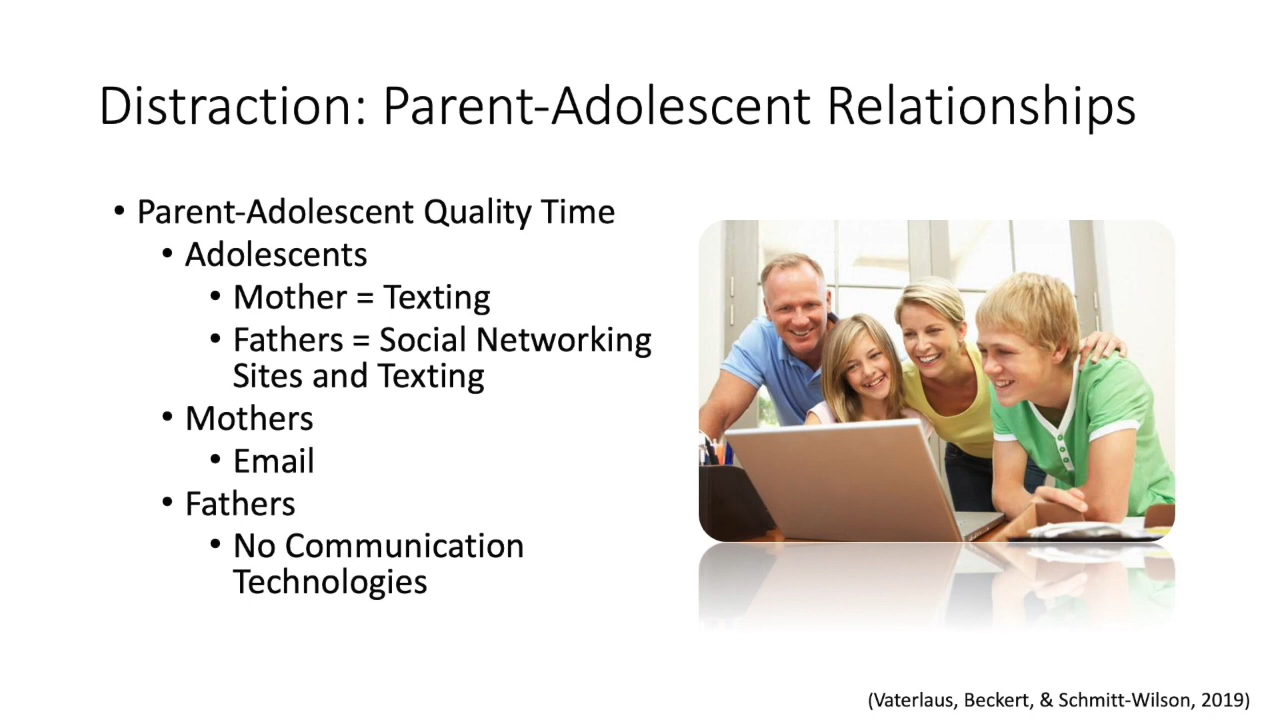 Distraction: Parent-Adolescent Relationships
• Parent-Adolescent Quality Time
• Adolescents
• Mother = Texting
• Fathers = Social Networking
Sites and Texting
• Mothers
• Email
• Fathers
• No Communication
Technologies
(Vaterlaus, Beckert, & Schmitt-Wilson, 2019)